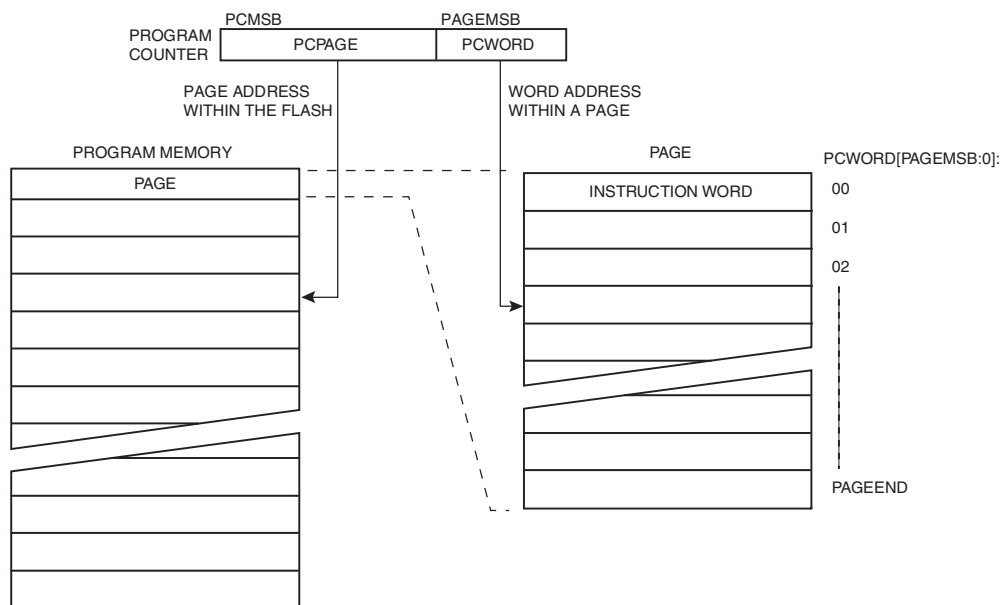 PCMSB
PAGEMSB
PROGRAM
COUNTER
PCPAGE
PCWORD
PAGE ADDRESS
WITHIN THE FLASH
WORD ADDRESS
WITHIN A PAGE
PROGRAM MEMORY
PAGE
PAGE
INSTRUCTION WORD
PCWORD[PAGEMSB:0]:
00
01
02
PAGEEND